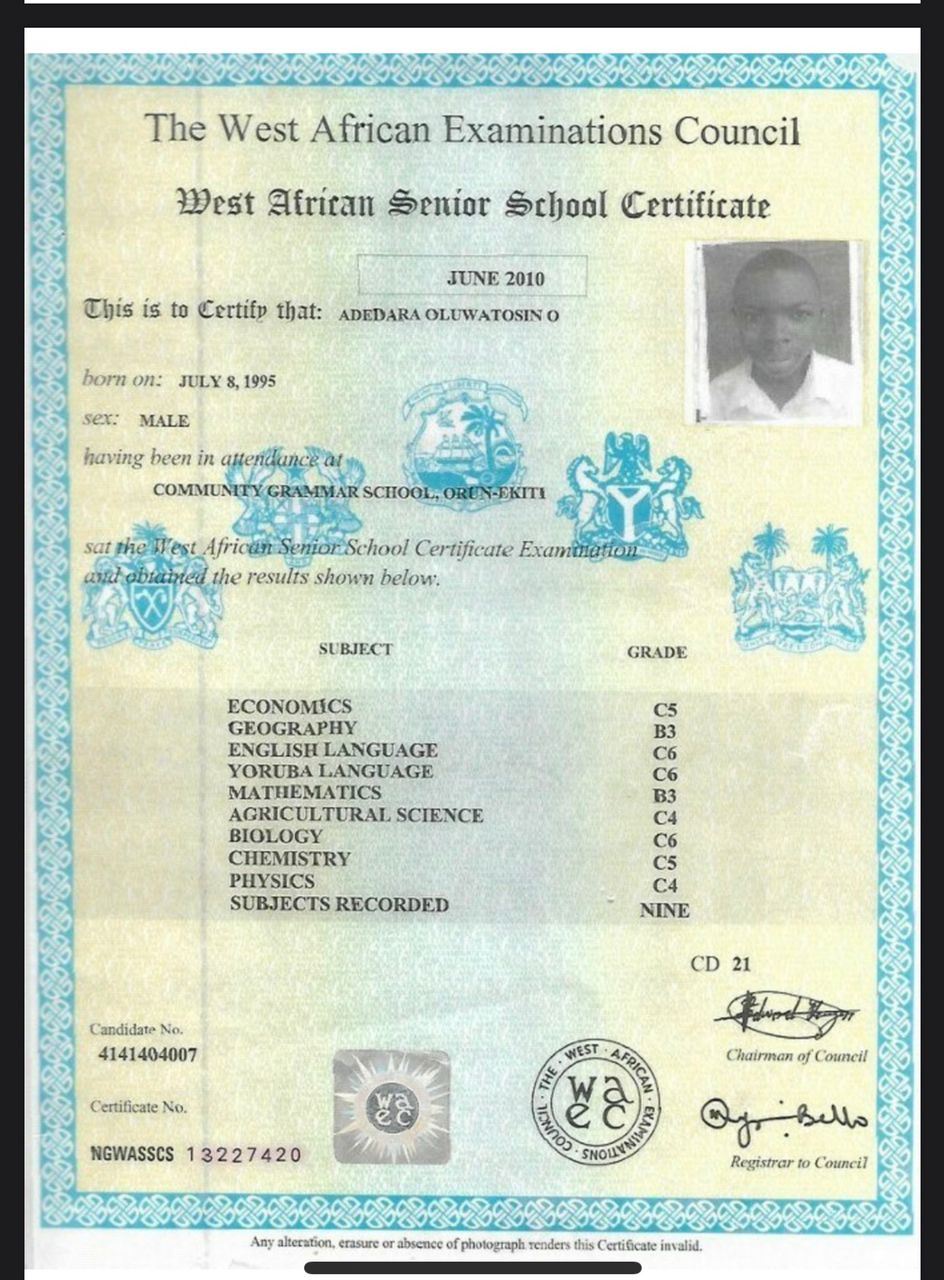 The West African Examinations Council
West African Senior School Certificate
JUNE 2010
This is to Certify that: ADEDARA OLUWATOSIN O
born on: JULY 8, 1995
sex: MALE
having been in attendance at
COMMUNITY GRAMMAR SCHOOL, ORUN-EKITI
sat the West African Senior School Certificate Examination
and obtained the results shown below.
SUBJECT GRADE
ECONOMICS C5
GEOGRAPHY B3
ENGLISH LANGUAGE C6
YORUBA LANGUAGE C6
MATHEMATICS B3
AGRICULTURAL SCIENCE C4
BIOLOGY C6
CHEMISTRY C5
PHYSICS C4
SUBJECTS RECORDED NINE
CD 21
Chairman of Council
Candidate No.
4141404007
Certificate No.
NGWASSCS 13227420
waec
THE · WEST · AFRICAN · EXAMINATIONS · COUNCIL
waec
Bello
Registrar to Council
Any alteration, erasure or absence of photograph renders this Certificate invalid.